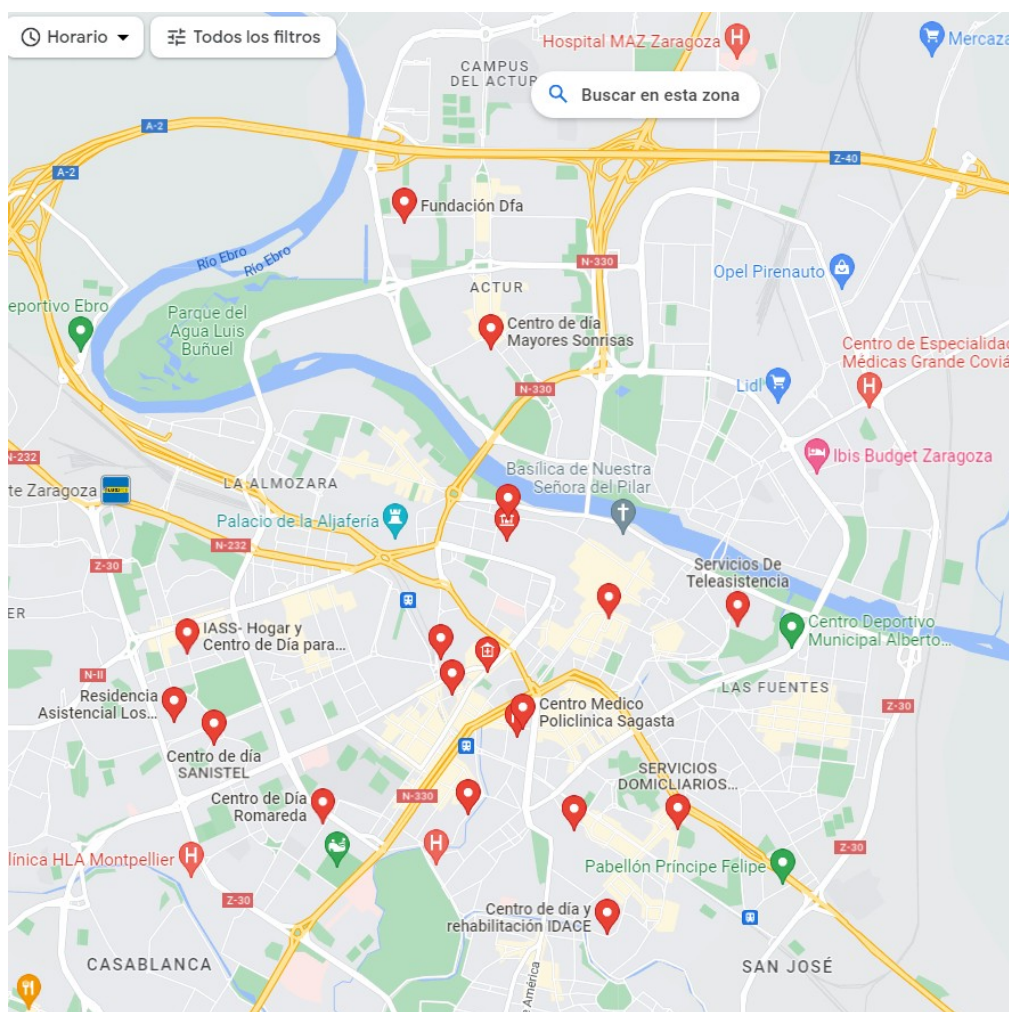 Horario
Todos los filtros
Hospital MAZ Zaragoza
Mercaza
CAMPUS
DEL ACTUR
Buscar en esta zona
A-2
Z-40
A-2
Fundación Dfa
Río Ebro
Río Ebro
N-330
Opel Pirenauto
ACTUR
eportivo Ebro
Parque del
Agua Luis
Buñuel
Centro de día
Mayores Sonrisas
Centro de Especialidad
Médicas Grande Coviá
N-330
Lidl
N-232
Ibis Budget Zaragoza
Basílica de Nuestra
Señora del Pilar
LA ALMOZARA
te Zaragoza
Palacio de la Aljafería
N-232
Z-30
Servicios De
Teleasistencia
ER
IASS- Hogar y
Centro de Día para...
Centro Deportivo
Municipal Alberto...
N-II
LAS FUENTES
Residencia
Asistencial Los...
Centro Medico
Policlinica Sagasta
Z-30
Centro de día
SANISTEL
SERVICIOS
DOMICLIARIOS...
Centro de Día
Romareda
N-330
Z-30
línica HLA Montpellier
Pabellón Príncipe Felipe
Z-30
Centro de día y
rehabilitación IDACE
CASABLANCA
SAN JOSÉ
e América